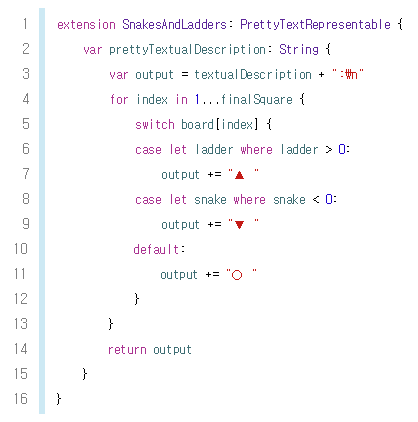 1 extension SnakesAndLadders: PrettyTextRepresentable {
2     var prettyTextualDescription: String {
3         var output = textualDescription + ":₩n"
4         for index in 1...finalSquare {
5             switch board[index] {
6             case let ladder where ladder > 0:
7                 output += "▲ "
8             case let snake where snake < 0:
9                 output += "▼ "
10             default:
11                 output += "○ "
12             }
13         }
14         return output
15     }
16 }